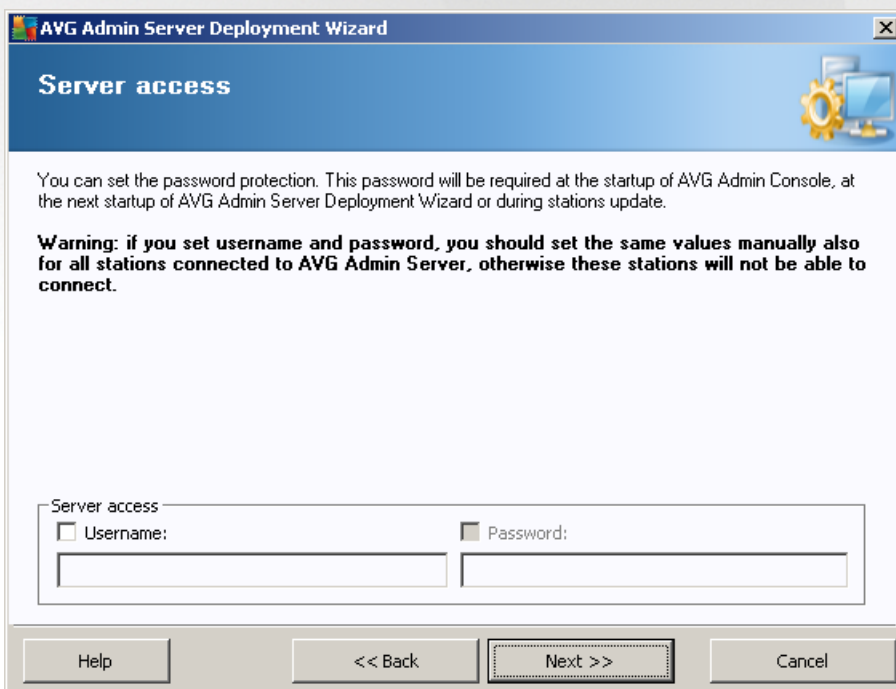 AVG Admin Server Deployment Wizard
Server access
You can set the password protection. This password will be required at the startup of AVG Admin Console, at
the next startup of AVG Admin Server Deployment Wizard or during stations update.
Warning: if you set username and password, you should set the same values manually also
for all stations connected to AVG Admin Server, otherwise these stations will not be able to
connect.
Server access
Username:
Password:
Help
<< Back
Next >>
Cancel